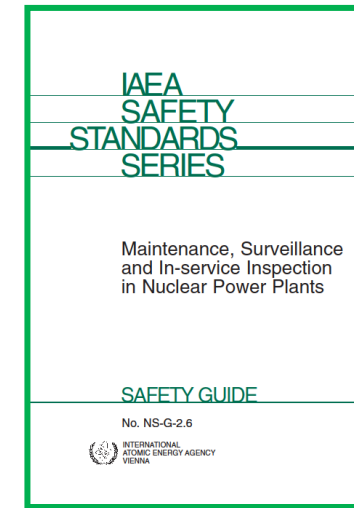 IAEA
SAFETY
STANDARDS
SERIES
Maintenance, Surveillance
and In-service Inspection
in Nuclear Power Plants
SAFETY GUIDE
No. NS-G-2.6
INTERNATIONAL
ATOMIC ENERGY AGENCY
VIENNA